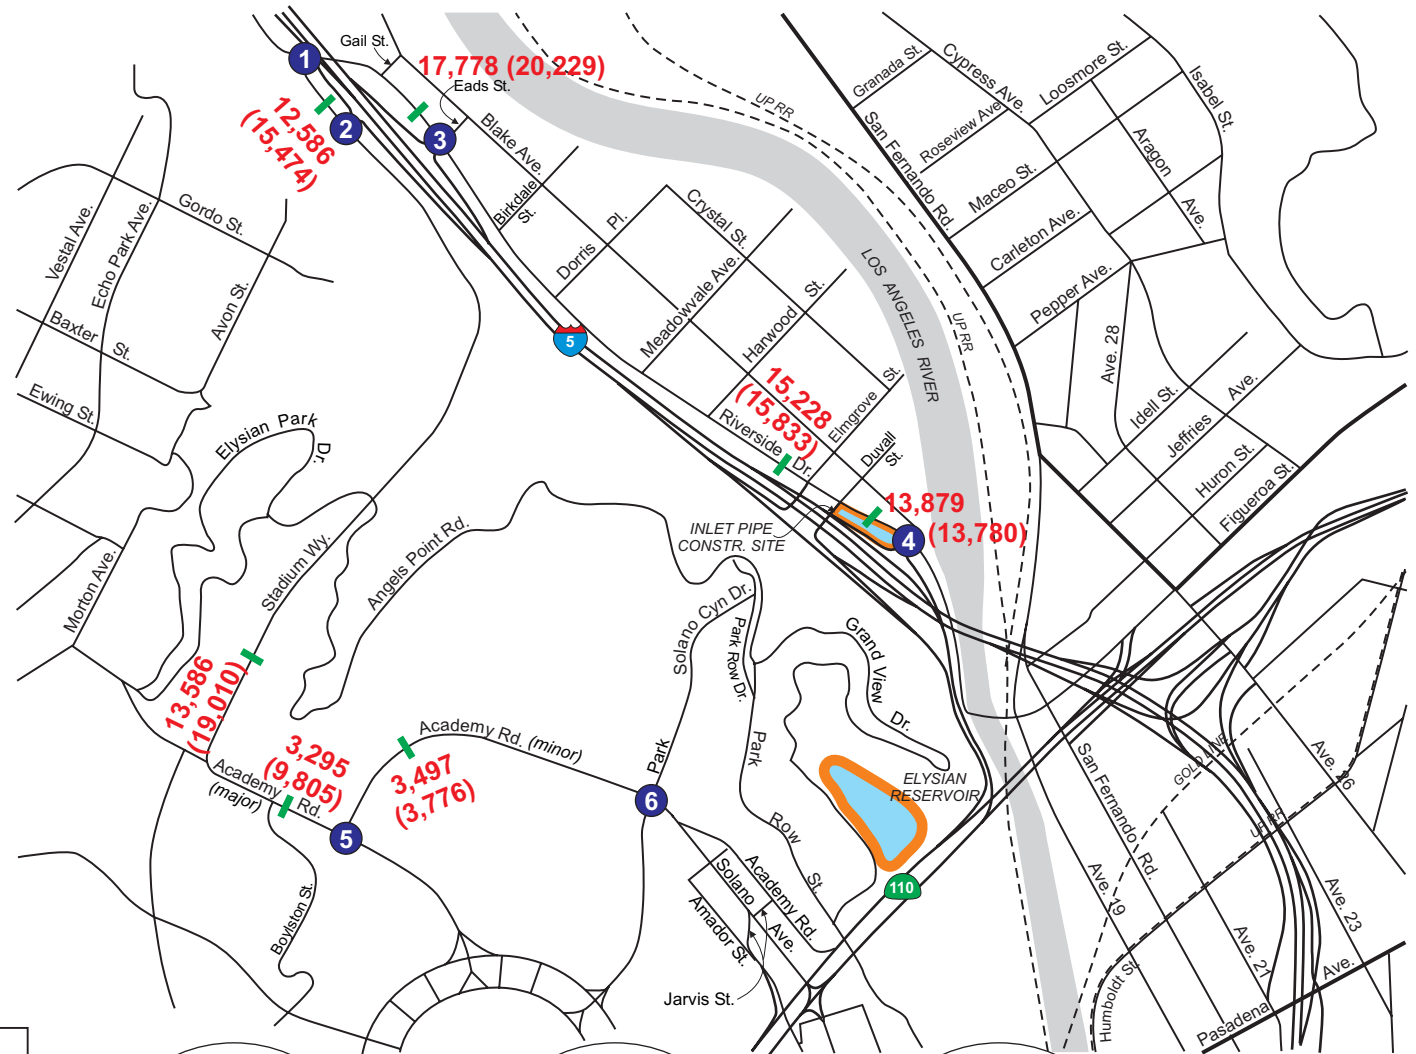 1
Gail St.
17,778 (20,229)
Eads St.
12,586
(15,474)
2
3
Blake Ave.
Birkdale
St.
UP RR
Granada St.
Cypress Ave.
Loosmore St.
Isabel St.
San Fernando Rd.
Roseview Ave.
Aragon
Ave.
Maceo St.
Carleton Ave.
Pepper Ave.
Vestal Ave.
Echo Park Ave.
Gordo St.
Avon St.
Baxter St.
Ewing St.
Dorris Pl.
Crystal St.
Meadowvale Ave.
Harwood St.
LOS ANGELES RIVER
UP RR
5
Ave. 28
Idell St.
Jeffries Ave.
Huron St.
Figueroa St.
15,228
(15,833)
Elmgrove St.
Riverside Dr.
Duvall
St.
Elysian Park Dr.
13,879
(13,780)
4
INLET PIPE
CONSTR. SITE
Stadium Wy.
Angels Point Rd.
Morton Ave.
Solano Cyn Dr.
Park Row Dr.
Grand View Dr.
13,586
(19,010)
Academy Rd. (minor)
3,295
(9,805)
3,497
(3,776)
Academy Rd.
(major)
5
6
Park
Park Row St.
ELYSIAN
RESERVOIR
110
GOLD LINE
UP RR
San Fernando Rd.
Ave. 26
Ave. 19
Ave. 21
Ave. 23
Boylston St.
Solano Ave.
Academy Rd.
Amador St.
Jarvis St.
Humboldt St.
Pasadena Ave.